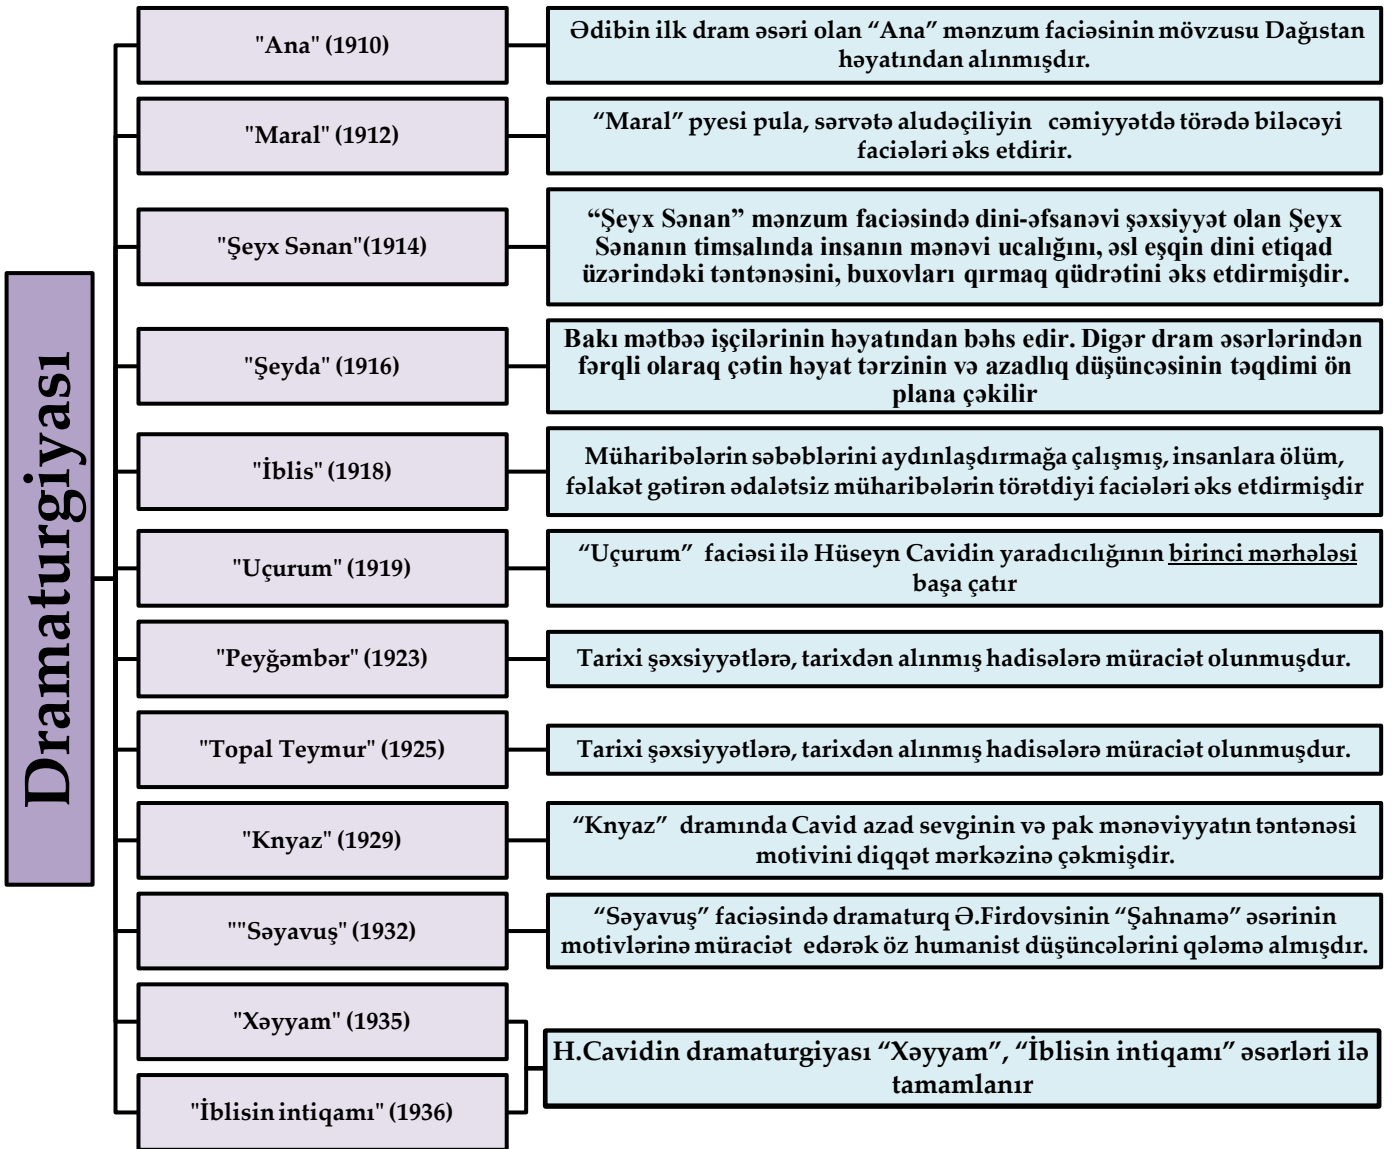 Dramaturgiyası
"Ana" (1910)
Ədibin ilk dram əsəri olan “Ana” mənzum faciəsinin mövzusu Dağıstan
həyatından alınmışdır.
"Maral" (1912)
“Maral” pyesi pula, sərvətə aludəçiliyin cəmiyyətdə törədə biləcəyi
faciələri əks etdirir.
"Şeyx Sənan"(1914)
“Şeyx Sənan” mənzum faciəsində dini-əfsanəvi şəxsiyyət olan Şeyx
Sənanın timsalında insanın mənəvi ucalığını, əsl eşqin dini etiqad
üzərindəki təntənəsini, buxovları qırmaq qüdrətini əks etdirmişdir.
"Şeyda" (1916)
Bakı mətbəə işçilərinin həyatından bəhs edir. Digər dram əsərlərindən
fərqli olaraq çətin həyat tərzinin və azadlıq düşüncəsinin təqdimi ön
plana çəkilir
"İblis" (1918)
Müharibələrin səbəblərini aydınlaşdırmağa çalışmış, insanlara ölüm,
fəlakət gətirən ədalətsiz müharibələrin törətdiyi faciələri əks etdirmişdir
"Uçurum" (1919)
“Uçurum” faciəsi ilə Hüseyn Cavidin yaradıcılığının birinci mərhələsi
başa çatır
"Peyğəmbər" (1923)
Tarixi şəxsiyyətlərə, tarixdən alınmış hadisələrə müraciət olunmuşdur.
"Topal Teymur" (1925)
Tarixi şəxsiyyətlərə, tarixdən alınmış hadisələrə müraciət olunmuşdur.
"Knyaz" (1929)
“Knyaz” dramında Cavid azad sevginin və pak mənəviyyatın təntənəsi
motivini diqqət mərkəzinə çəkmişdir.
""Səyavuş" (1932)
“Səyavuş” faciəsində dramaturq Ə.Firdovsinin “Şahnamə” əsərinin
motivlərinə müraciət edərək öz humanist düşüncələrini qələmə almışdır.
"Xəyyam" (1935)
"İblisin intiqamı" (1936)
H.Cavidin dramaturgiyası “Xəyyam”, “İblisin intiqamı” əsərləri ilə
tamamlanır